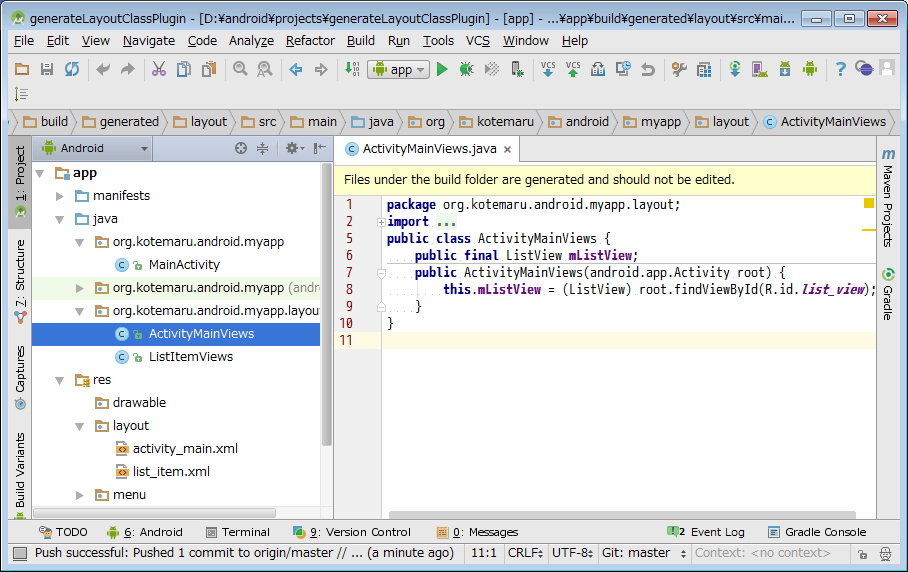 generateLayoutClassPlugin - [D:¥android¥projects¥generateLayoutClassPlugin] - [app] - ...¥app¥build¥generated¥layout¥src¥mai...
File Edit View Navigate Code Analyze Refactor Build Run Tools VCS Window Help
app
VCS VCS
build generated layout src main java org kotemaru android myapp layout ActivityMainViews
1: Project
7: Structure
Captures
Build Variants
Android
app
manifests
java
org.kotemaru.android.myapp
MainActivity
org.kotemaru.android.myapp (andr
org.kotemaru.android.myapp.layou
ActivityMainViews
ListItemViews
res
drawable
layout
activity_main.xml
list_item.xml
menu
ActivityMainViews.java
Files under the build folder are generated and should not be edited.
1 package org.kotemaru.android.myapp.layout;
2 import ...
5 public class ActivityMainViews {
6 public final ListView mListView;
7 public ActivityMainViews(android.app.Activity root) {
8 this.mListView = (ListView) root.findViewById(R.id.list_view);
9 }
10 }
11
Maven Projects
Gradle
TODO 6: Android Terminal 9: Version Control 0: Messages 2 Event Log Gradle Console
Push successful: Pushed 1 commit to origin/master // ... (a minute ago) 11:1 CRLF UTF-8 Git: master Context: <no context>